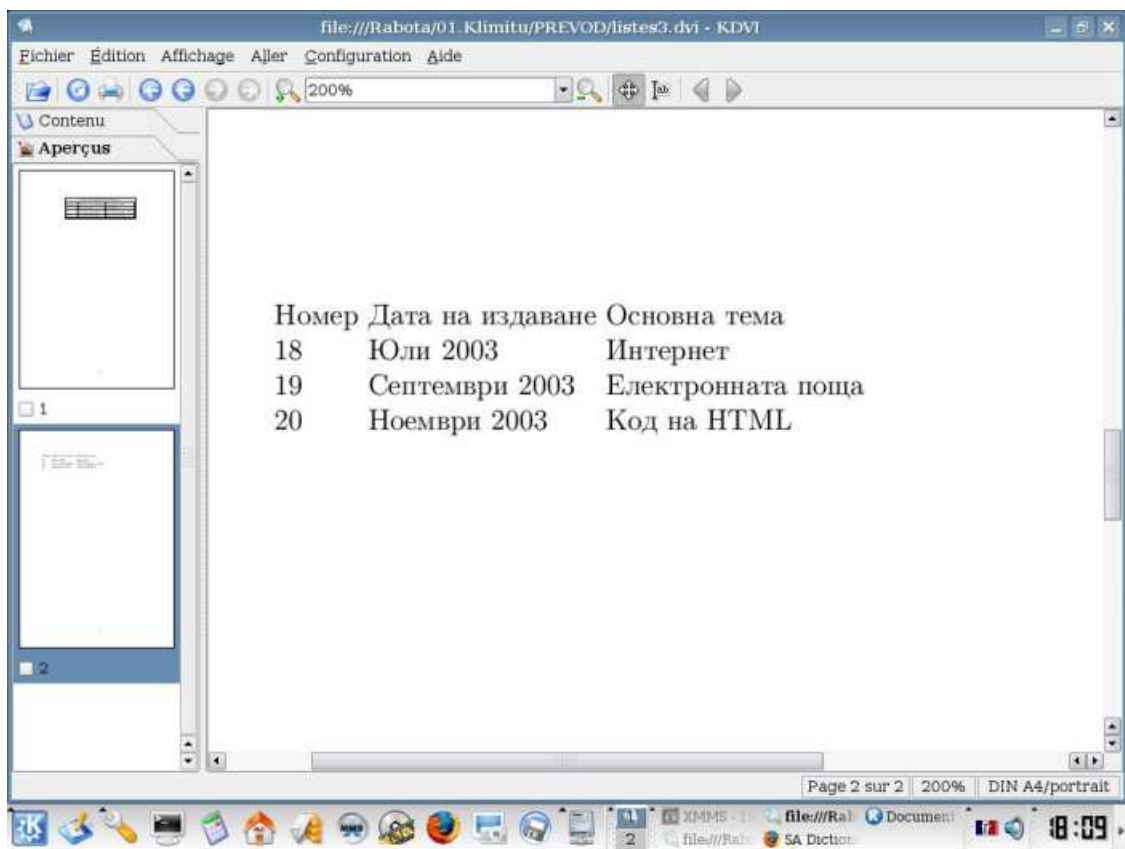 file:///Rabota/01.Klimitu/PREVOD/listes3.dvi - KDVI
Fichier Édition Affichage Aller Configuration Aide
200%
Contenu
Aperçus
1
2
Номер Дата на издаване Основна тема
18 Юли 2003 Интернет
19 Септември 2003 Електронната поща
20 Ноември 2003 Код на HTML
Page 2 sur 2 200% DIN A4/portrait
1 XMMS - file:///Ral Document 18:09
2 file:///Rab SA Diction